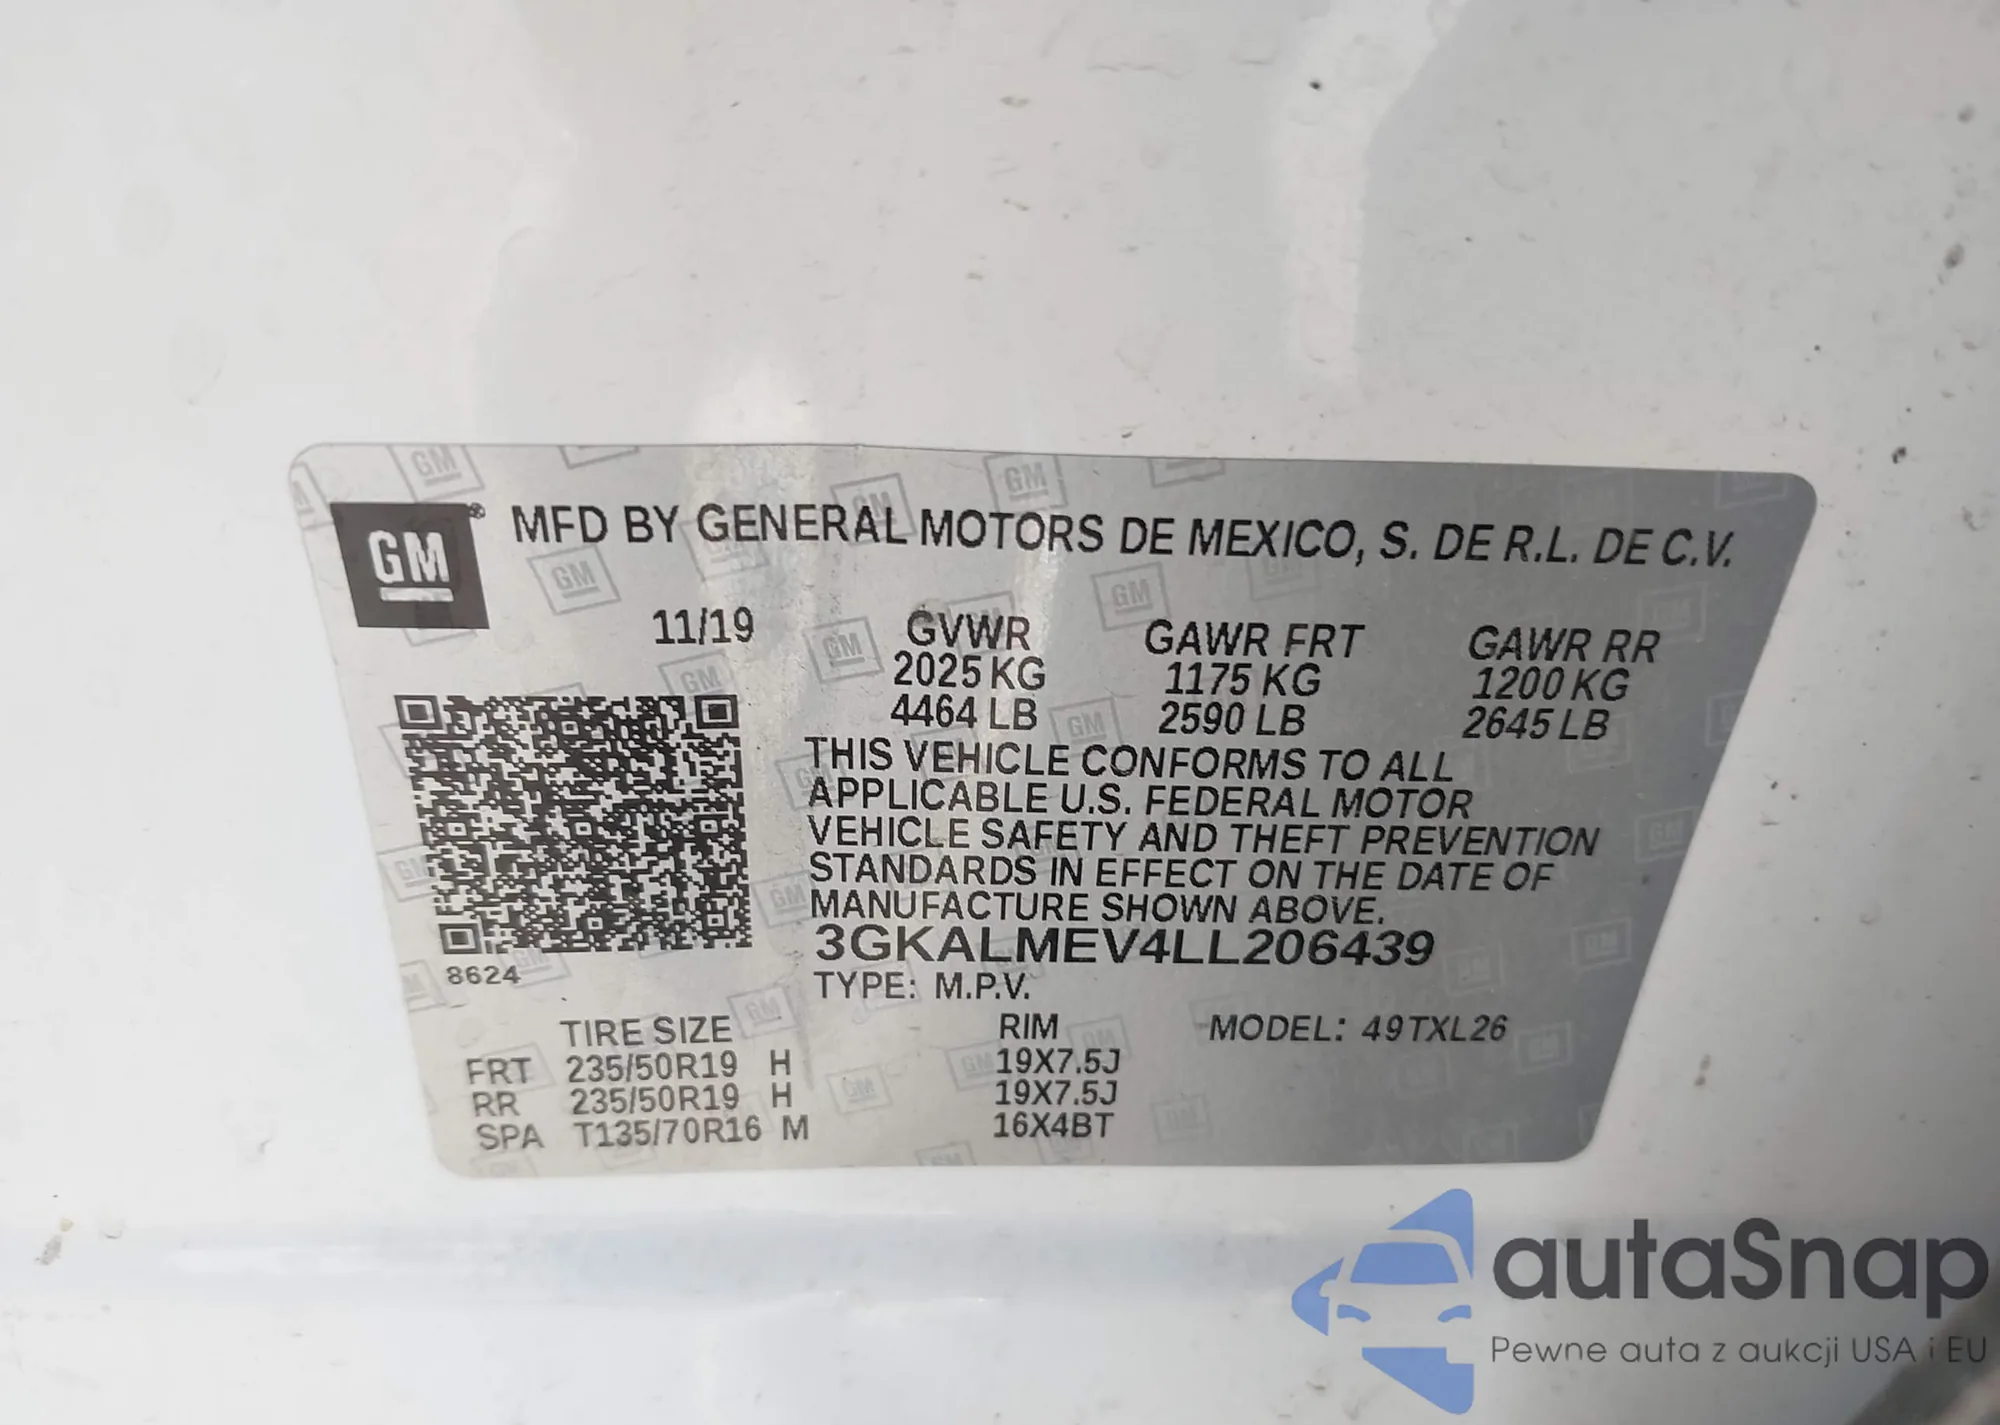 GM
MFD BY GENERAL MOTORS DE MEXICO, S. DE R.L. DE C.V.
11/19 GVWR GAWR FRT GAWR RR
2025 KG 1175 KG 1200 KG
4464 LB 2590 LB 2645 LB
THIS VEHICLE CONFORMS TO ALL
APPLICABLE U.S. FEDERAL MOTOR
VEHICLE SAFETY AND THEFT PREVENTION
STANDARDS IN EFFECT ON THE DATE OF
MANUFACTURE SHOWN ABOVE.
3GKALMEV4LL206439
8624 TYPE: M.P.V.
TIRE SIZE RIM MODEL: 49TXL26
FRT 235/50R19 H 19X7.5J
RR 235/50R19 H 19X7.5J
SPA T135/70R16 M 16X4BT
autaSnap
Pewne auta z aukcji USA i EU